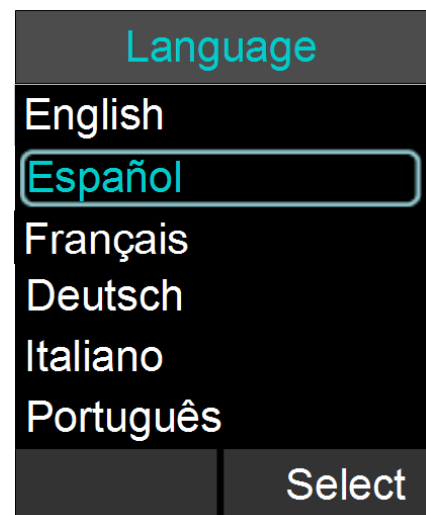 Language
English
Español
Français
Deutsch
Italiano
Português
Select